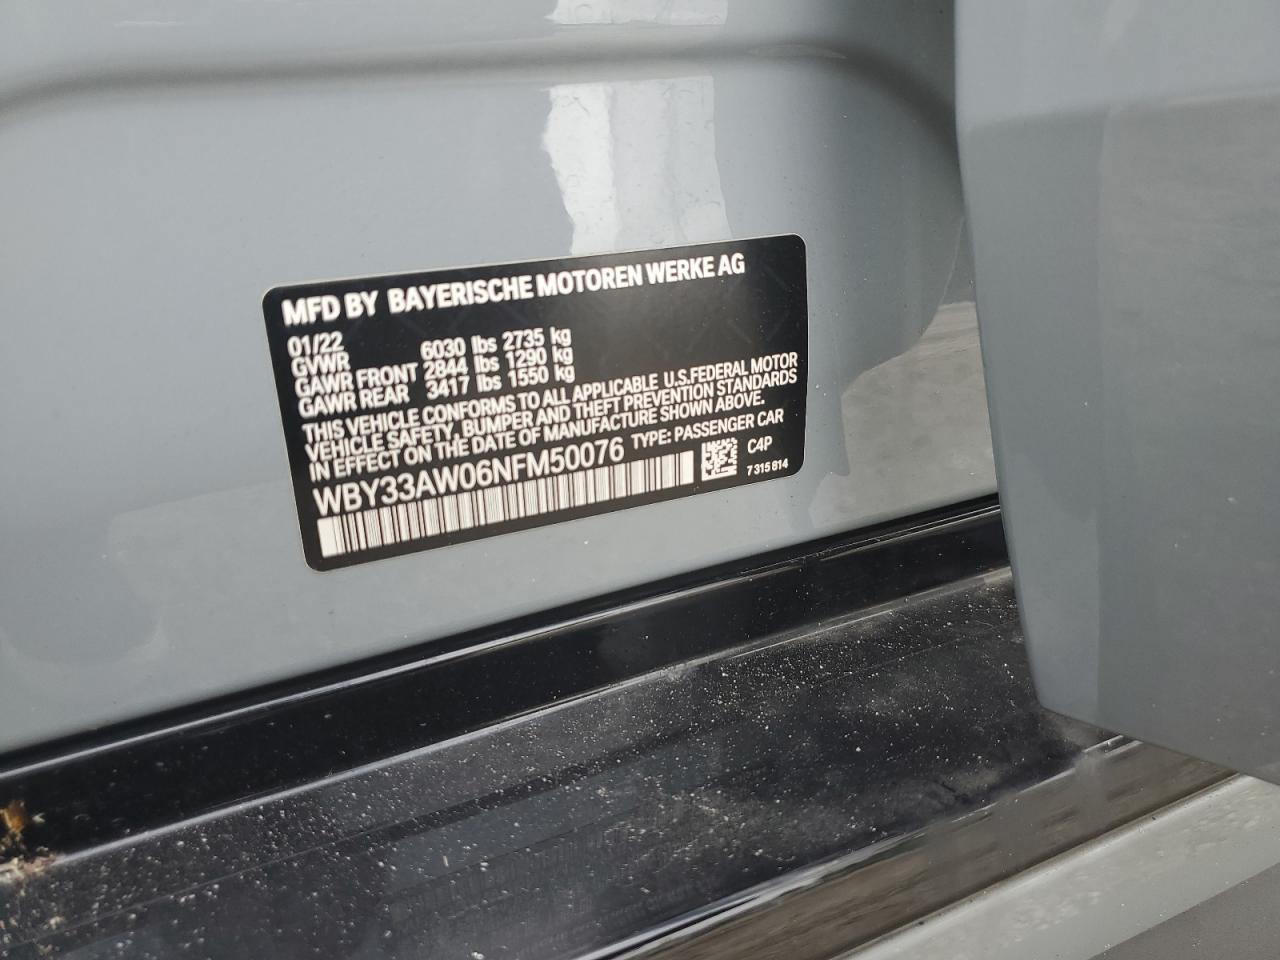 MFD BY BAYERISCHE MOTOREN WERKE AG
01/22
GVWR 6030 lbs 2735 kg
GAWR FRONT 2844 lbs 1290 kg
GAWR REAR 3417 lbs 1550 kg
THIS VEHICLE CONFORMS TO ALL APPLICABLE U.S.FEDERAL MOTOR
VEHICLE SAFETY, BUMPER AND THEFT PREVENTION STANDARDS
IN EFFECT ON THE DATE OF MANUFACTURE SHOWN ABOVE.
WBY33AW06NFM50076 TYPE: PASSENGER CAR
C4P
7 315 814